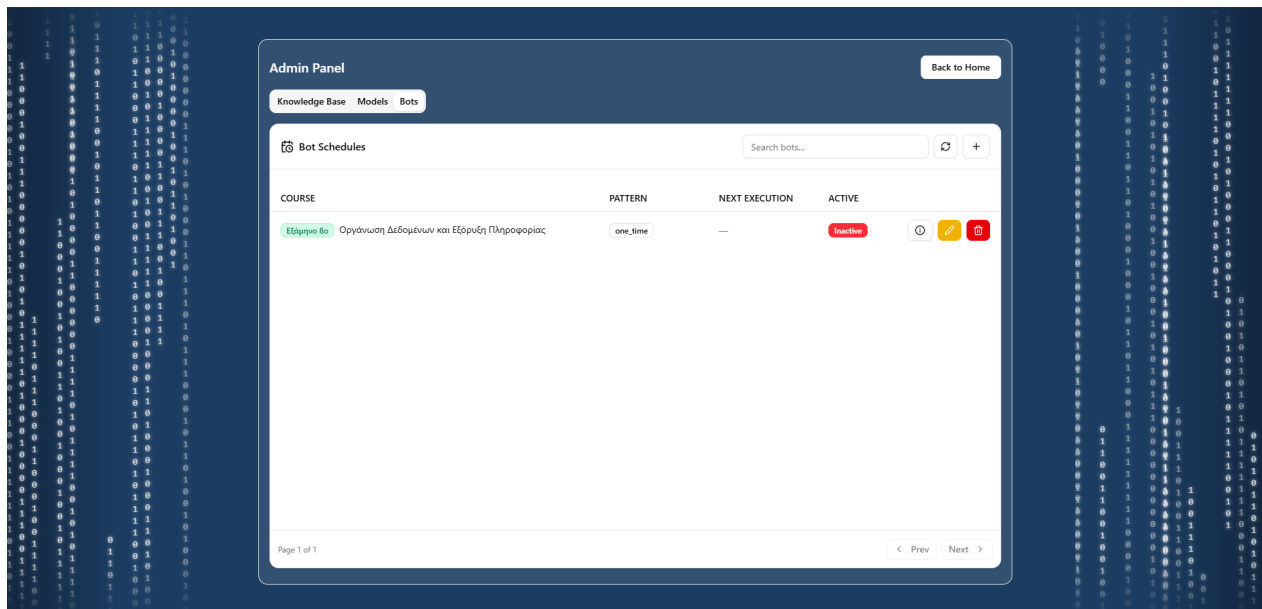 Admin Panel
Back to Home
Knowledge Base Models Bots
Bot Schedules
Search bots...
COURSE PATTERN NEXT EXECUTION ACTIVE
Εξάμηνο 8ο Οργάνωση Δεδομένων και Εξόρυξη Πληροφορίας one_time — Inactive
Page 1 of 1
Prev Next